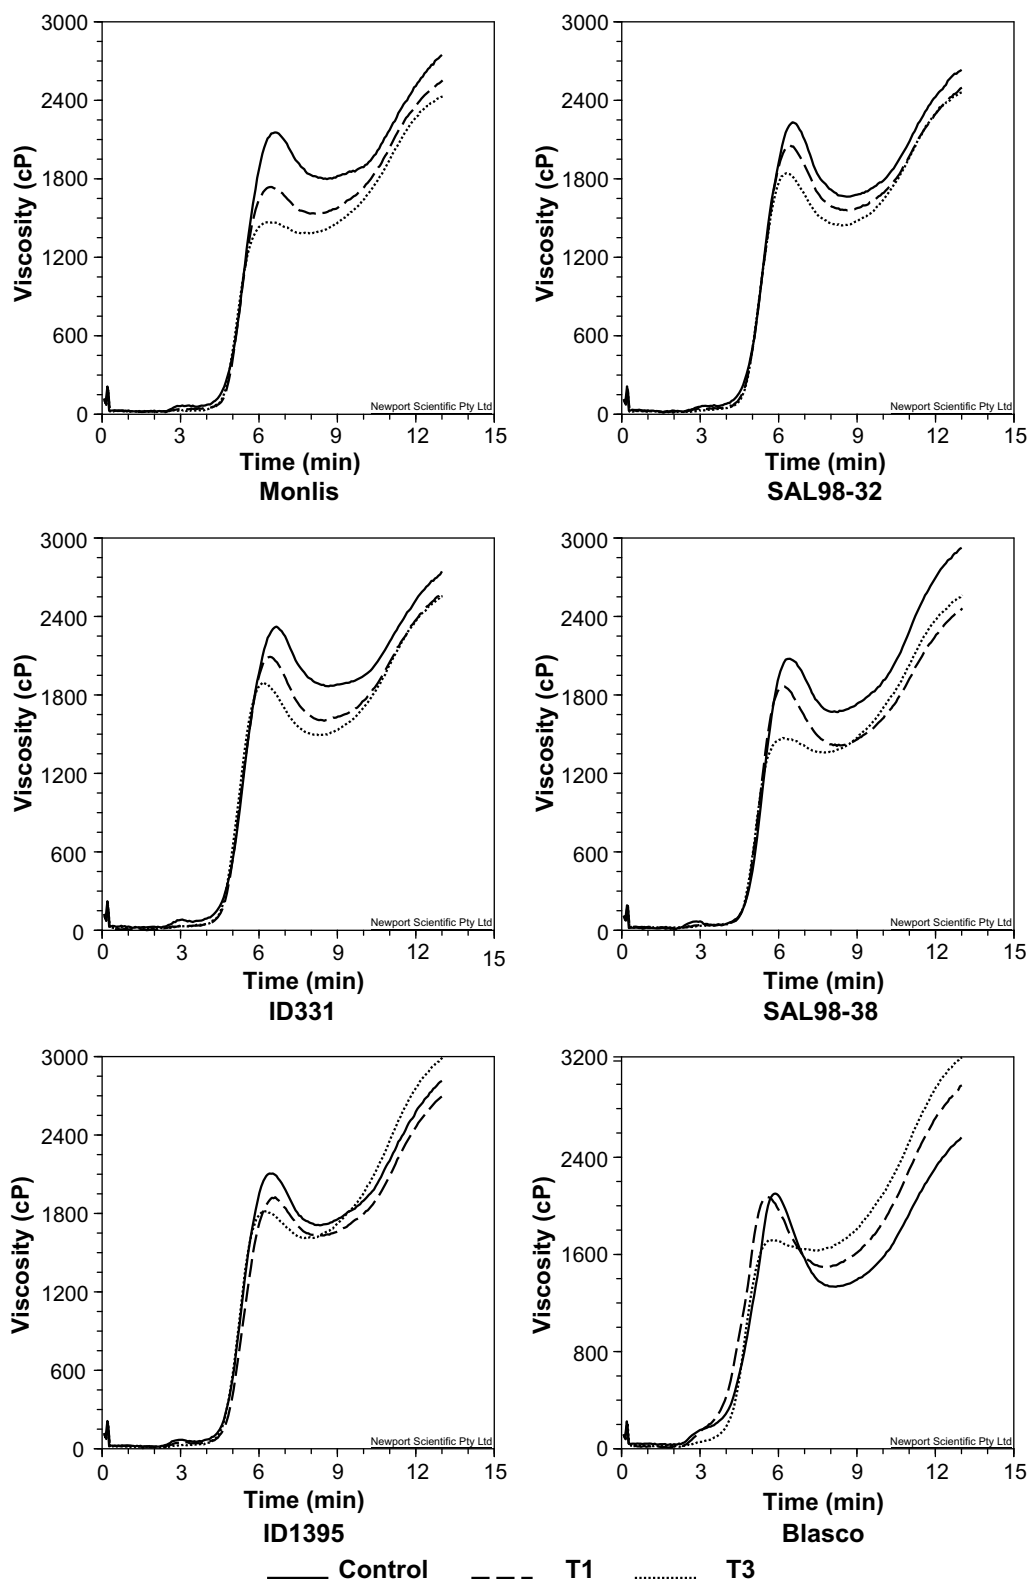 3000
2400
1800
1200
600
0
Viscosity (cP)
Newport Scientific Pty Ltd
0 3 6 9 12 15
Time (min)
Monlis
3000
2400
1800
1200
600
0
Viscosity (cP)
Newport Scientific Pty Ltd
0 3 6 9 12 15
Time (min)
SAL98-32
3000
2400
1800
1200
600
0
Viscosity (cP)
Newport Scientific Pty Ltd
0 3 6 9 12 15
Time (min)
ID331
3000
2400
1800
1200
600
0
Viscosity (cP)
Newport Scientific Pty Ltd
0 3 6 9 12 15
Time (min)
SAL98-38
3000
2400
1800
1200
600
0
Viscosity (cP)
Newport Scientific Pty Ltd
0 3 6 9 12 15
Time (min)
ID1395
3200
2400
1600
800
0
Viscosity (cP)
Newport Scientific Pty Ltd
0 3 6 9 12 15
Time (min)
Blasco
Control T1 T3